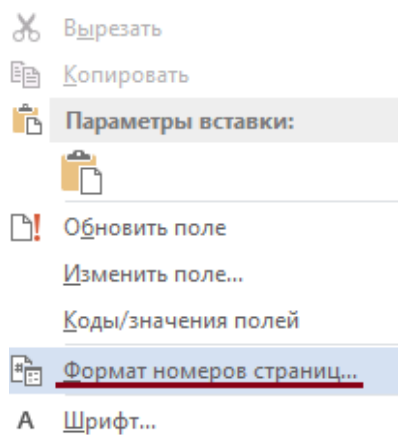 Вырезать
Копировать
Параметры вставки:
Обновить поле
Изменить поле...
Коды/значения полей
Формат номеров страниц...
Шрифт...